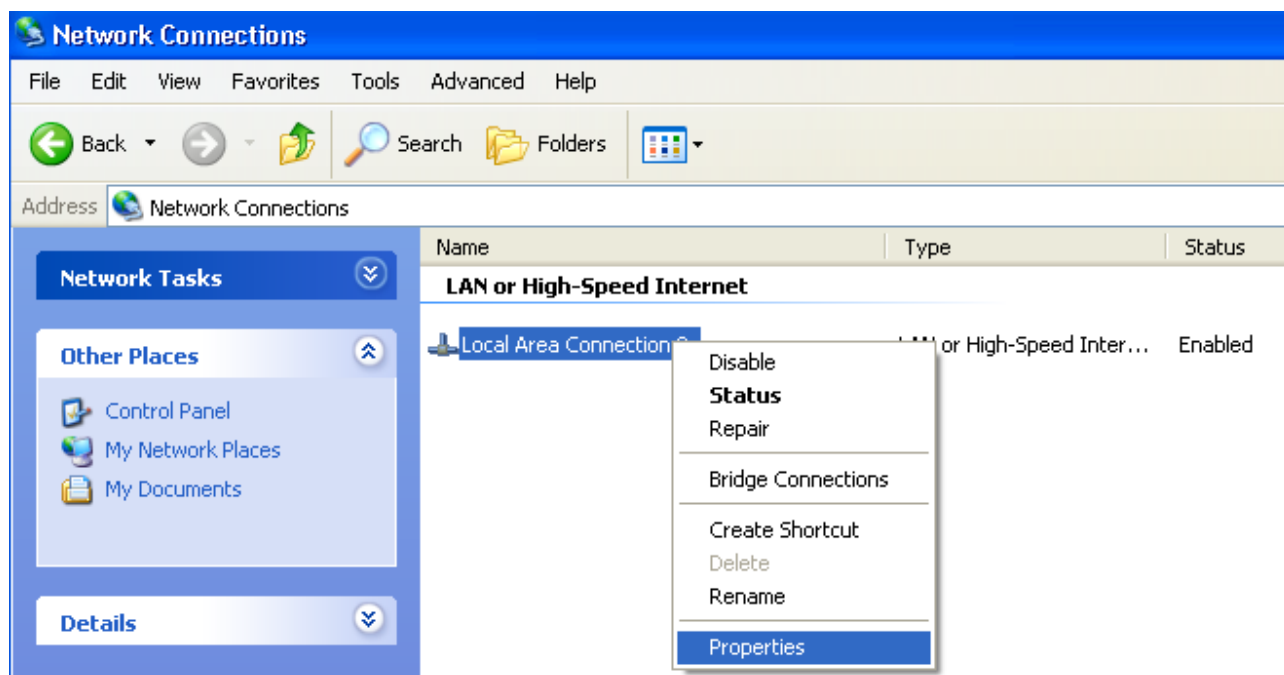 Network Connections
File Edit View Favorites Tools Advanced Help
Back Search Folders
Address Network Connections
Name Type Status
Network Tasks
LAN or High-Speed Internet
Other Places
Local Area Connection or High-Speed Inter... Enabled
Control Panel
My Network Places
My Documents
Details
Disable
Status
Repair
Bridge Connections
Create Shortcut
Delete
Rename
Properties